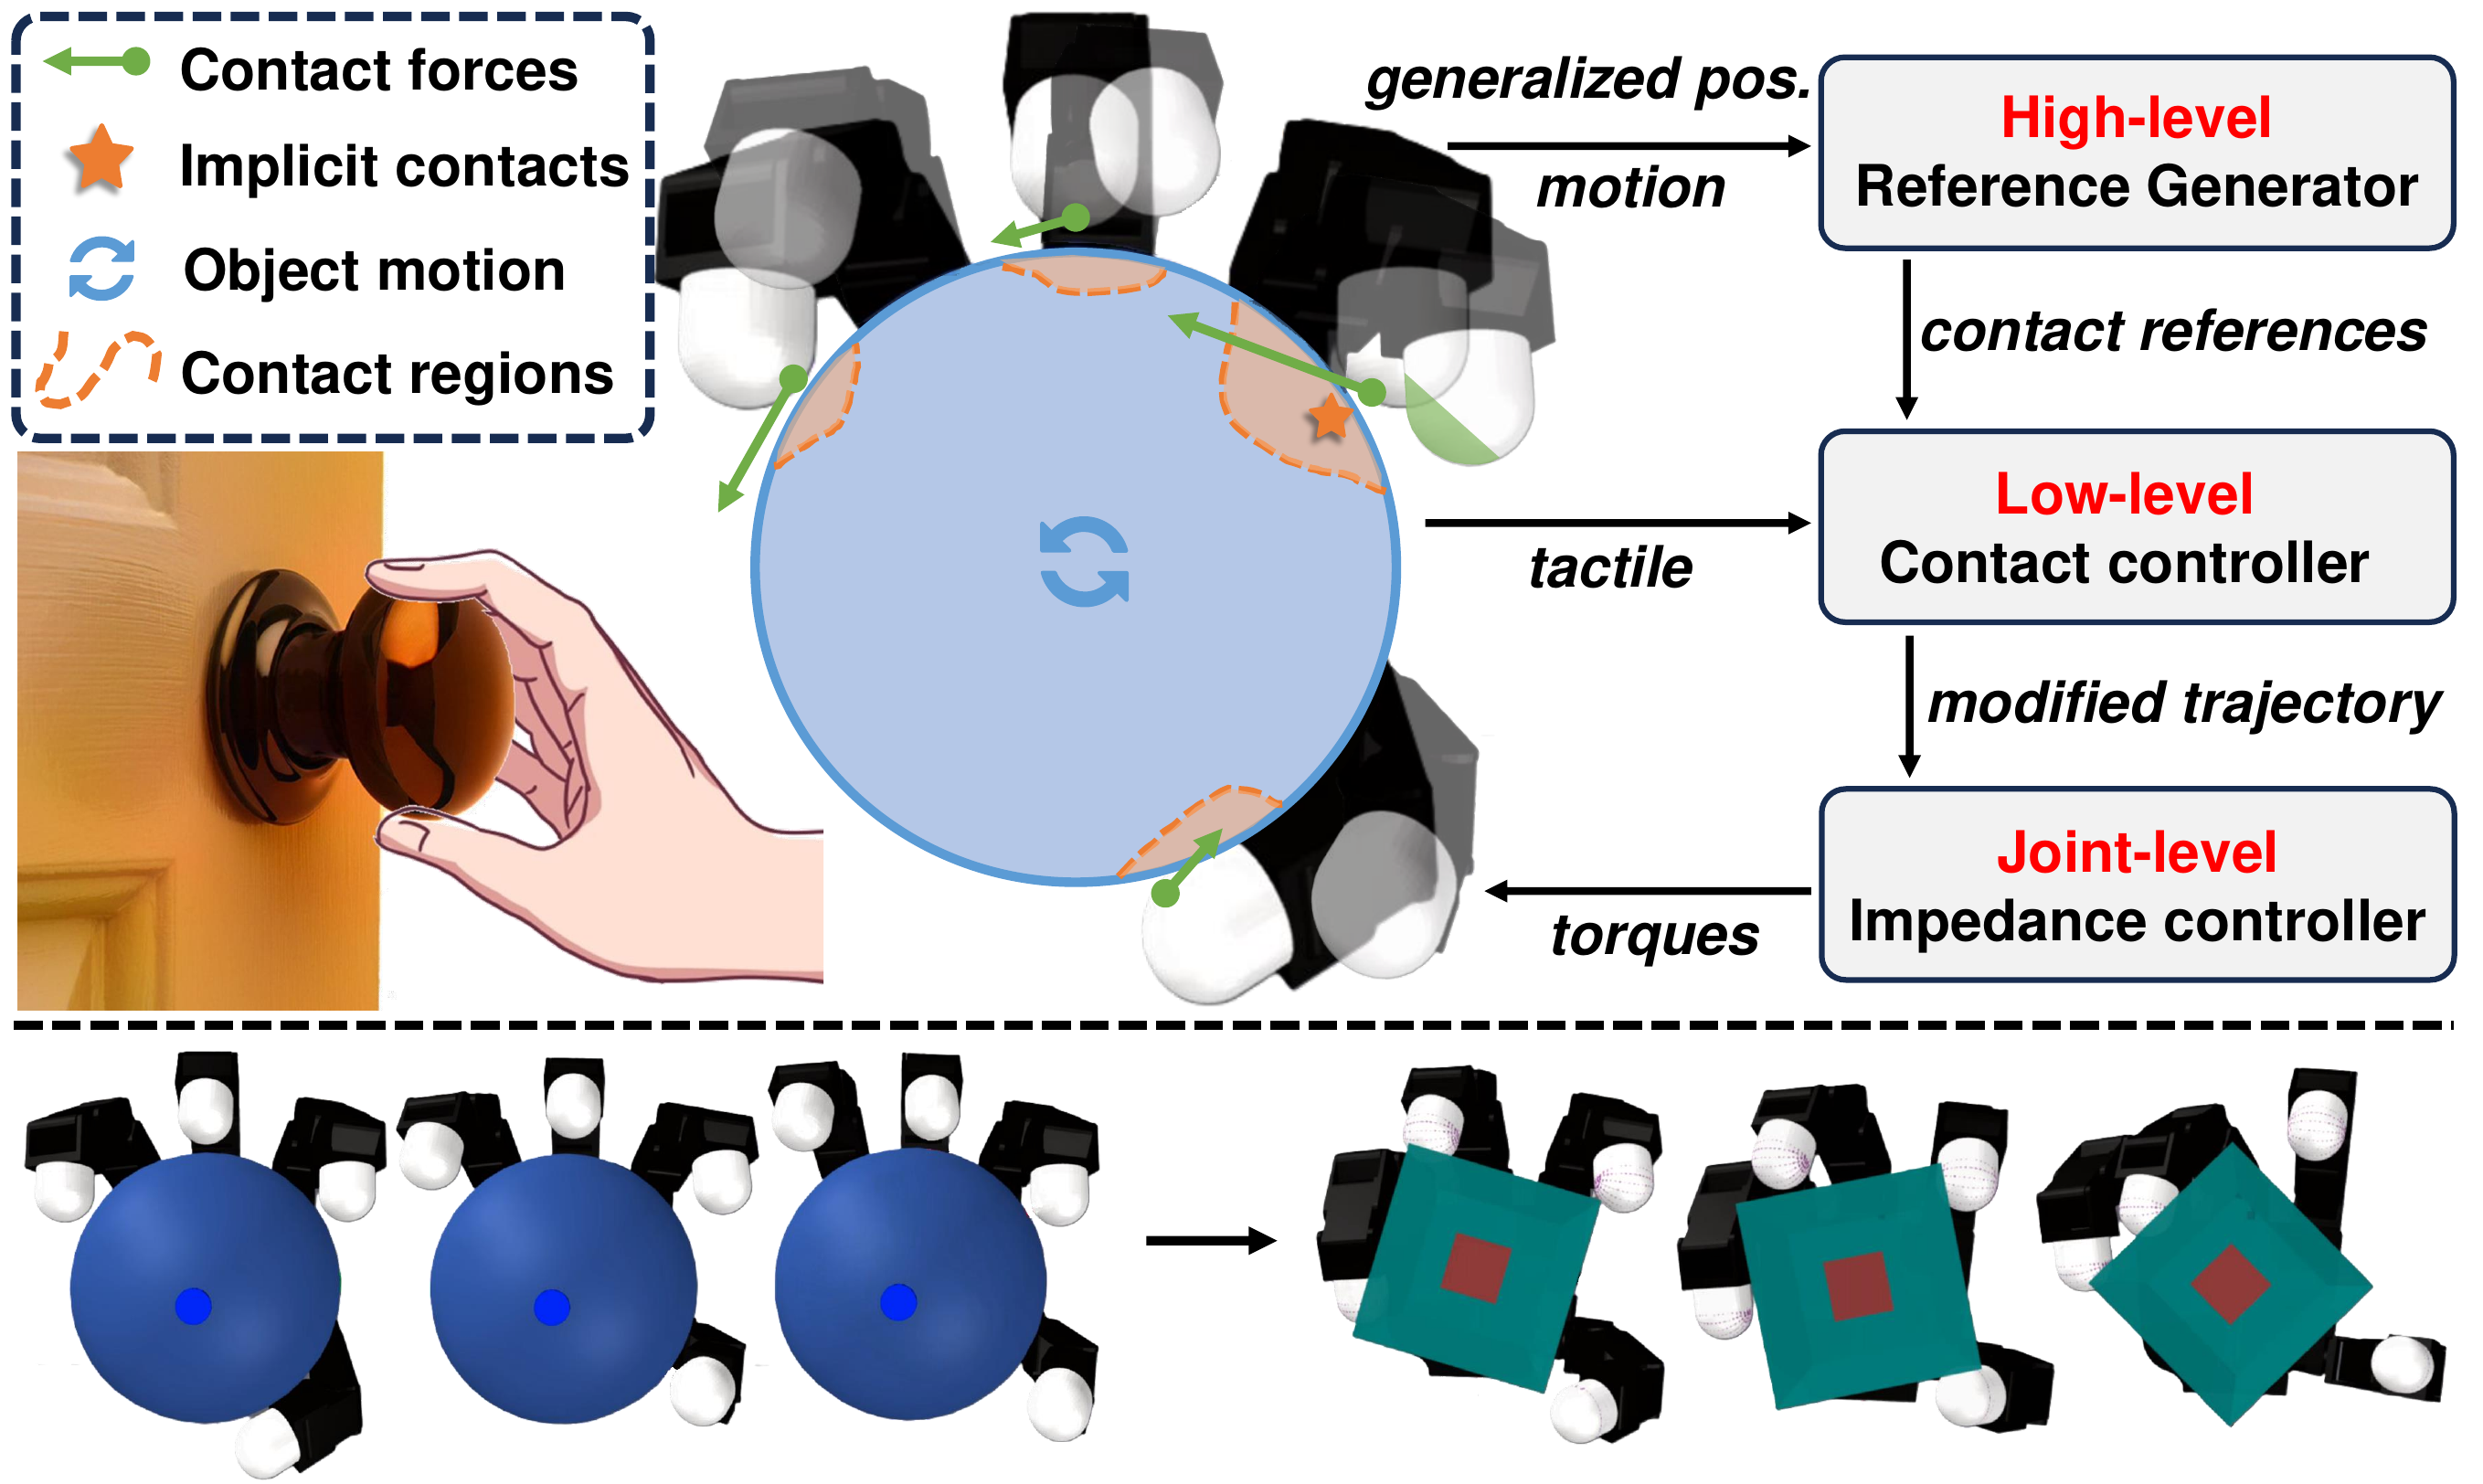 Contact forces
Implicit contacts
Object motion
Contact regions
generalized pos.
motion
High-level
Reference Generator
contact references
tactile
Low-level
Contact controller
modified trajectory
torques
Joint-level
Impedance controller